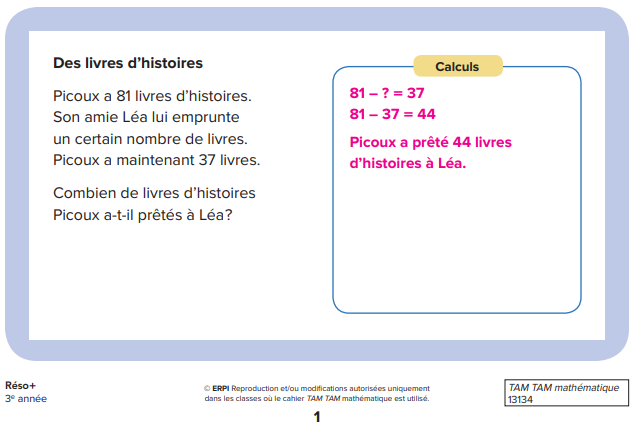 Des livres d’histoires
Picoux a 81 livres d’histoires.
Son amie Léa lui emprunte
un certain nombre de livres.
Picoux a maintenant 37 livres.
Combien de livres d’histoires
Picoux a-t-il prêtés à Léa?
Calculs
81 – ? = 37
81 – 37 = 44
Picoux a prêté 44 livres
d’histoires à Léa.
Réso+
3e année
© ERPI Reproduction et/ou modifications autorisées uniquement
dans les classes où le cahier TAM TAM mathématique est utilisé.
TAM TAM mathématique
13134
1